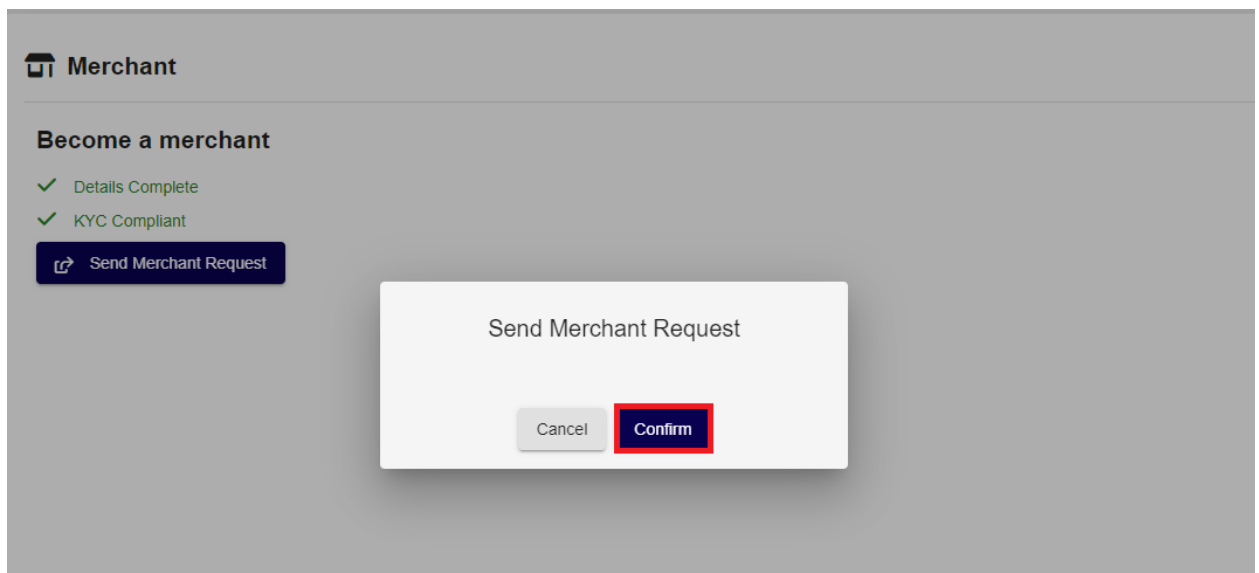 Merchant
Become a merchant
Details Complete
KYC Compliant
Send Merchant Request
Send Merchant Request
Cancel Confirm